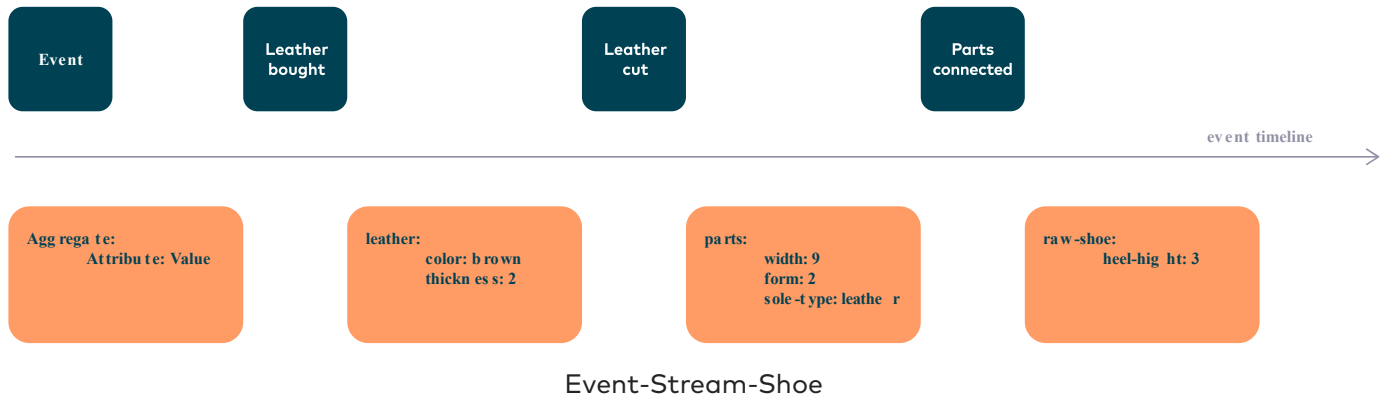 Event
Leather
bought
Leather
cut
Parts
connected
event timeline
Aggregate:
Attribute: Value
leather:
color: brown
thickness: 2
parts:
width: 9
form: 2
sole-type: leather
raw-shoe:
heel-hight: 3
Event-Stream-Shoe